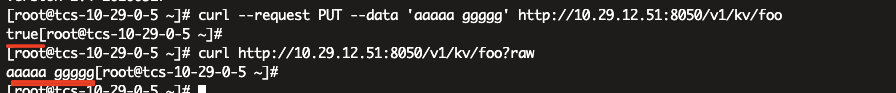 [root@tcs-10-29-0-5 ~]# curl --request PUT --data 'aaaaa ggggg' http://10.29.12.51:8050/v1/kv/foo
true[root@tcs-10-29-0-5 ~]#
[root@tcs-10-29-0-5 ~]# curl http://10.29.12.51:8050/v1/kv/foo?raw
aaaaa ggggg[root@tcs-10-29-0-5 ~]#
[root@tcs-10-29-0-5 ~]#